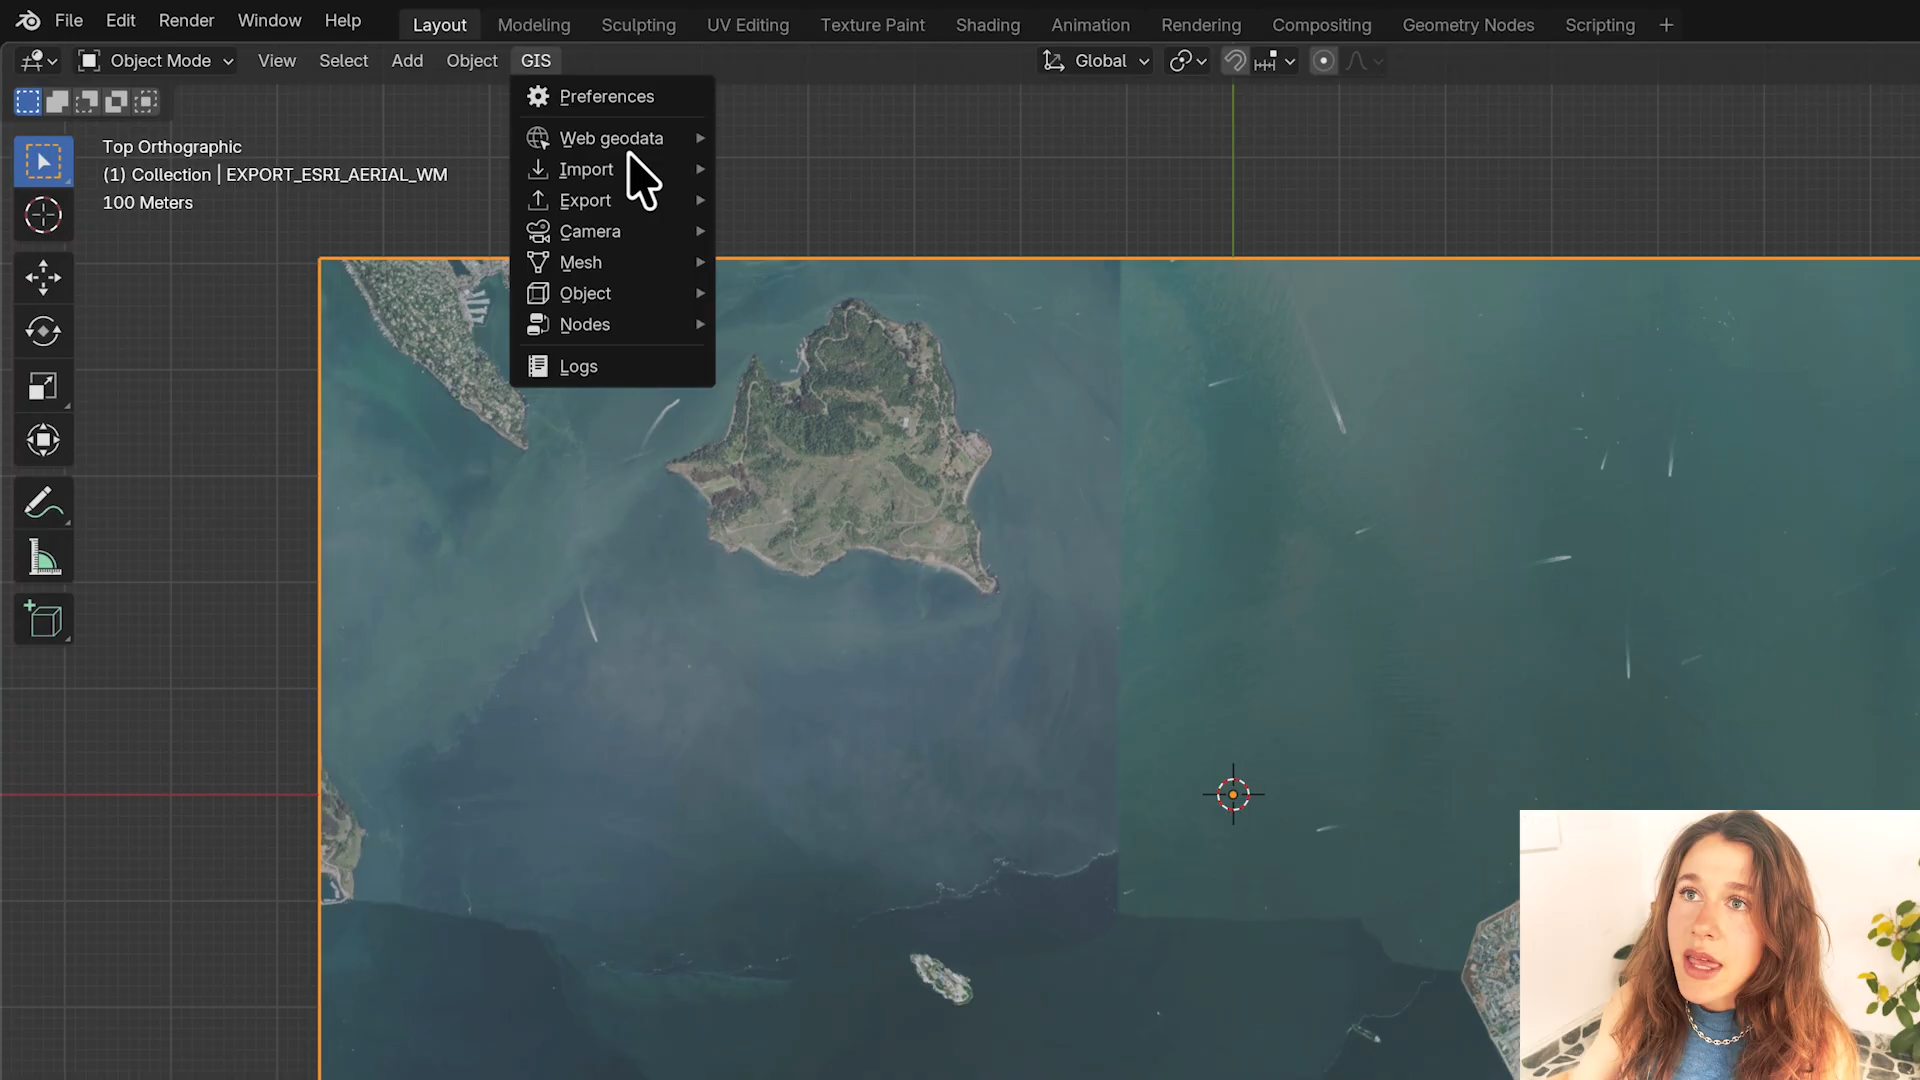 File Edit Render Window Help Layout Modeling Sculpting UV Editing Texture Paint Shading Animation Rendering Compositing Geometry Nodes Scripting +
Object Mode View Select Add Object GIS Global
Preferences
Web geodata
Import
Export
Camera
Mesh
Object
Nodes
Logs
Top Orthographic
(1) Collection | EXPORT_ESRI_AERIAL_WM
100 Meters